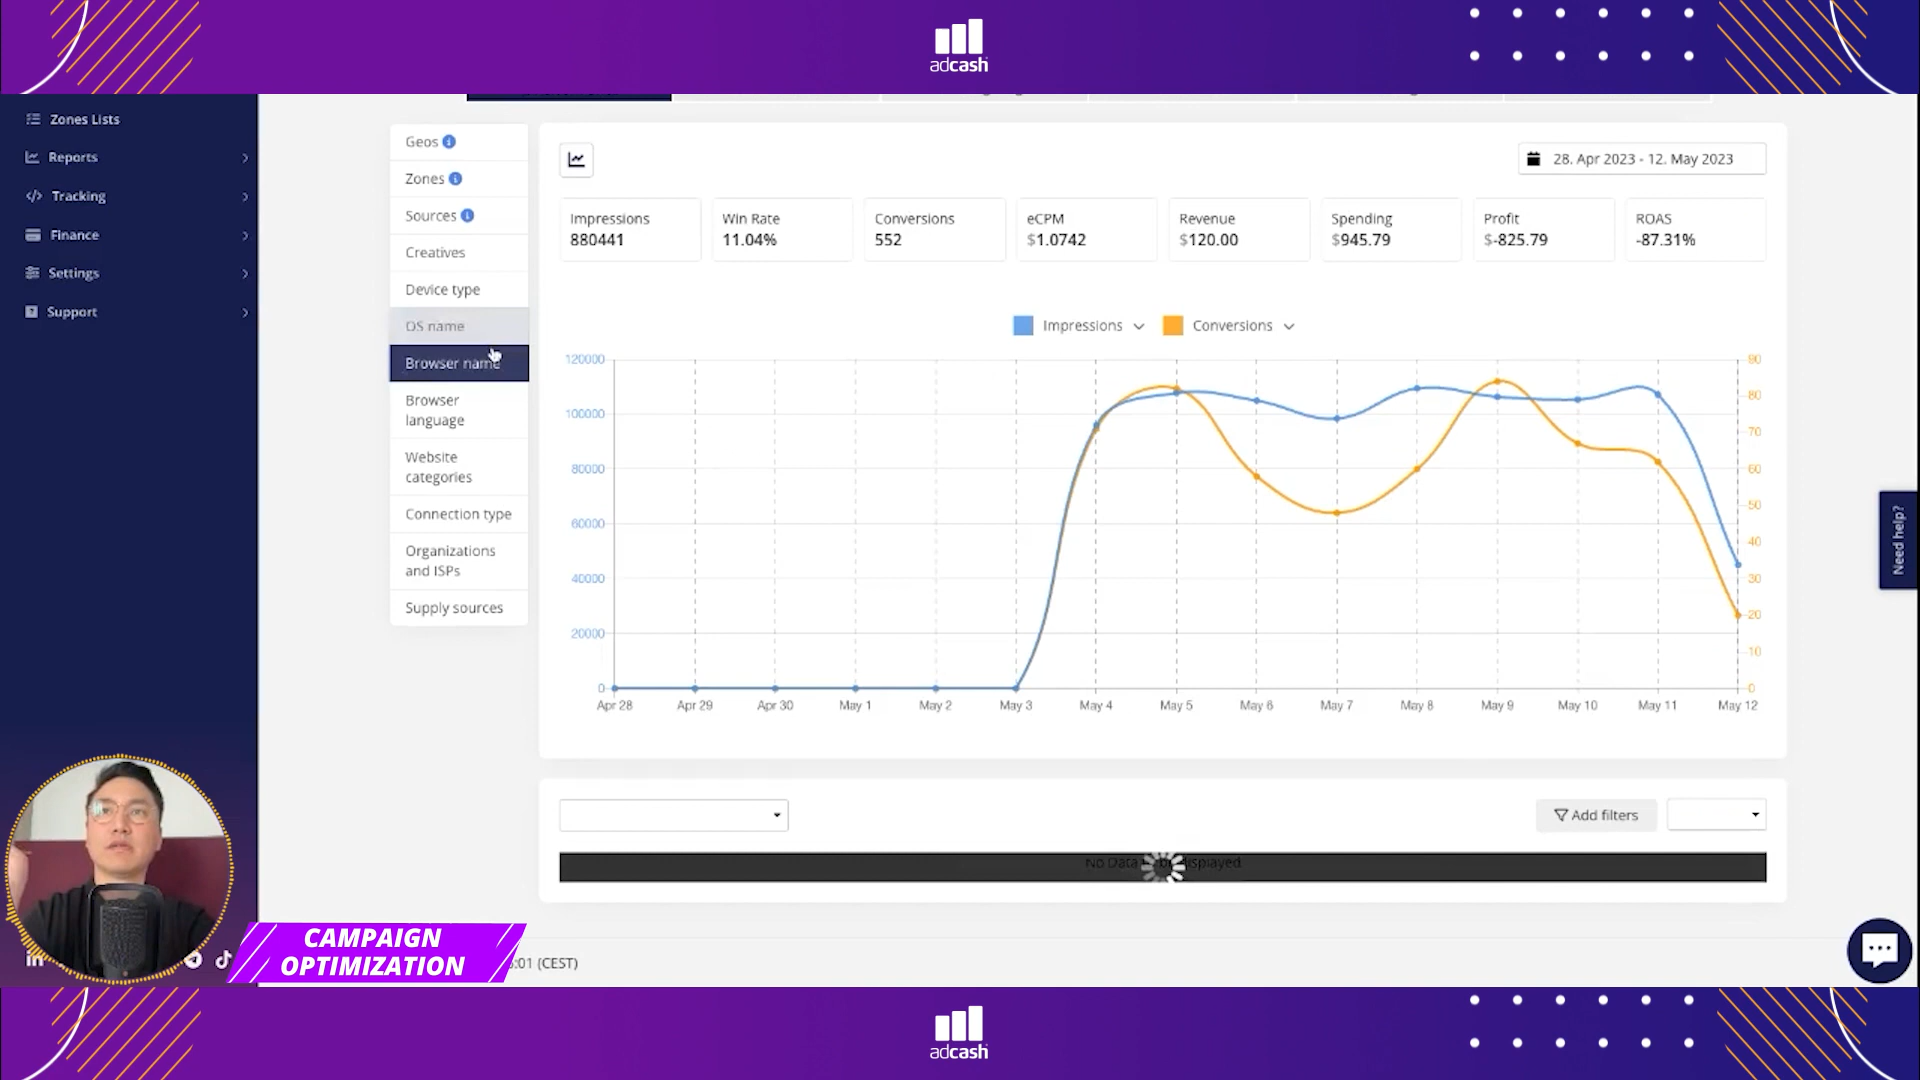 adcash
Zones Lists
Reports
Tracking
Finance
Settings
Support
Geos
Zones
Sources
Creatives
Device type
OS name
Browser name
Browser
language
Website
categories
Connection type
Organizations
and ISPs
Supply sources
28. Apr 2023 - 12. May 2023
Impressions
880441
Win Rate
11.04%
Conversions
552
eCPM
$1.0742
Revenue
$120.00
Spending
$945.79
Profit
$-825.79
ROAS
-87.31%
Impressions
Conversions
120000
100000
80000
60000
40000
20000
0
90
80
70
60
50
40
30
20
10
0
Apr 28
Apr 29
Apr 30
May 1
May 2
May 3
May 4
May 5
May 6
May 7
May 8
May 9
May 10
May 11
May 12
Add filters
No Data displayed
Need help?
CAMPAIGN
OPTIMIZATION
:01 (CEST)
adcash